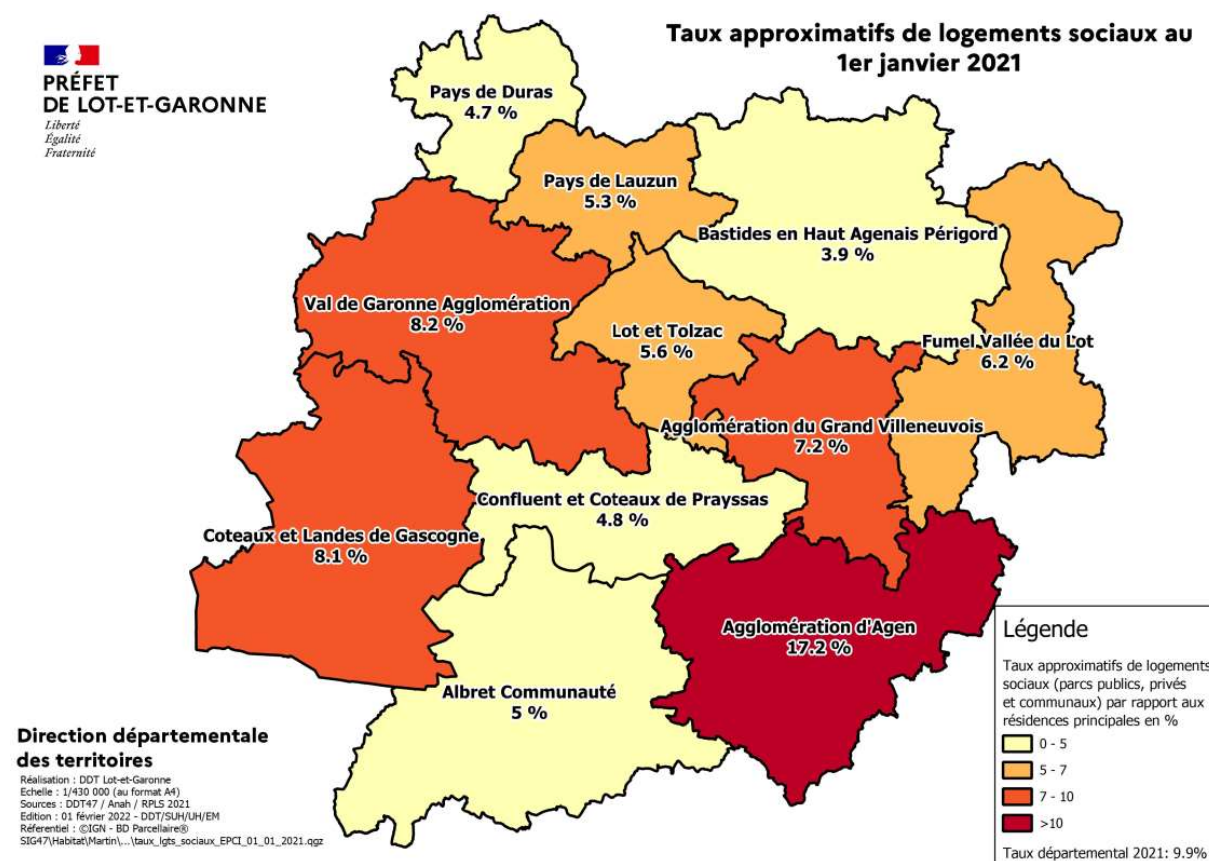 Taux approximatifs de logements sociaux au
1er janvier 2021
PRÉFET
DE LOT-ET-GARONNE
Liberté
Égalité
Fraternité
Pays de Duras
4.7 %
Pays de Lauzun
5.3 %
Bastides en Haut Agenais Périgord
3.9 %
Val de Garonne Agglomération
8.2 %
Lot et Tolzac
5.6 %
Fumel Vallée du Lot
6.2 %
Agglomération du Grand Villeneuvois
7.2 %
Confluent et Coteaux de Prayssas
4.8 %
Coteaux et Landes de Gascogne
8.1 %
Agglomération d'Agen
17.2 %
Albret Communauté
5 %
Légende
Taux approximatifs de logements
sociaux (parcs publics, privés
et communaux) par rapport aux
résidences principales en %
0 - 5
5 - 7
7 - 10
>10
Taux départemental 2021: 9.9%
Direction départementale
des territoires
Réalisation : DDT Lot-et-Garonne
Echelle : 1/430 000 (au format A4)
Sources : DDT47 / Anah / RPLS 2021
Edition : 01 février 2022 - DDT/SUH/UH/EM
Réferentiel : ©IGN - BD Parcellaire®
SIG47\Habitat\Martin\...\taux_lgts_sociaux_EPCI_01_01_2021.qgz